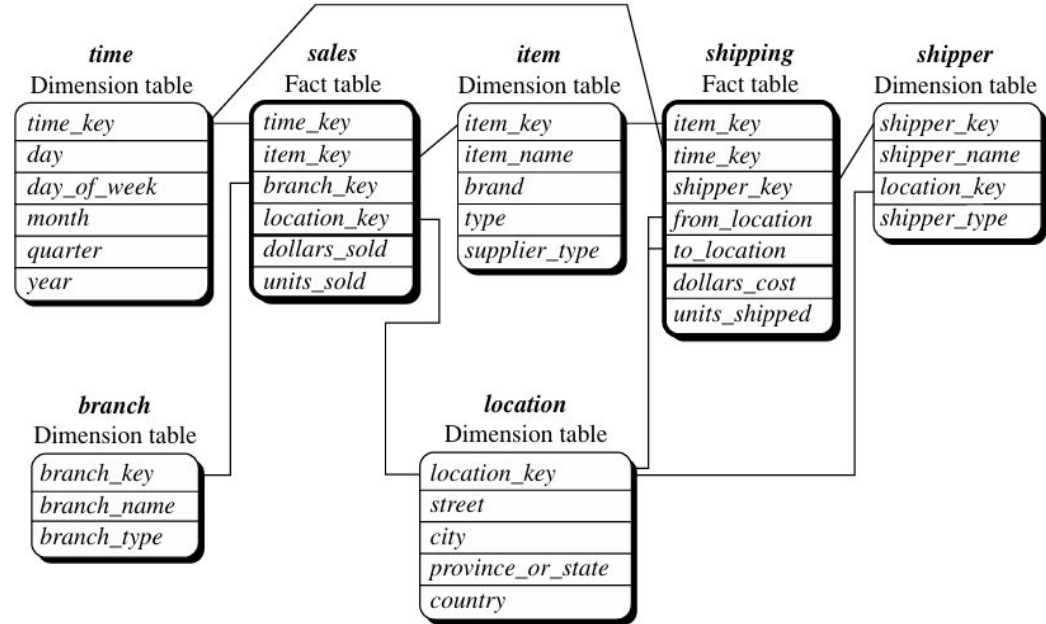 time
Dimension table
time_key
day
day_of_week
month
quarter
year
sales
Fact table
time_key
item_key
branch_key
location_key
dollars_sold
units_sold
item
Dimension table
item_key
item_name
brand
type
supplier_type
shipping
Fact table
item_key
time_key
shipper_key
from_location
to_location
dollars_cost
units_shipped
shipper
Dimension table
shipper_key
shipper_name
location_key
shipper_type
branch
Dimension table
branch_key
branch_name
branch_type
location
Dimension table
location_key
street
city
province_or_state
country